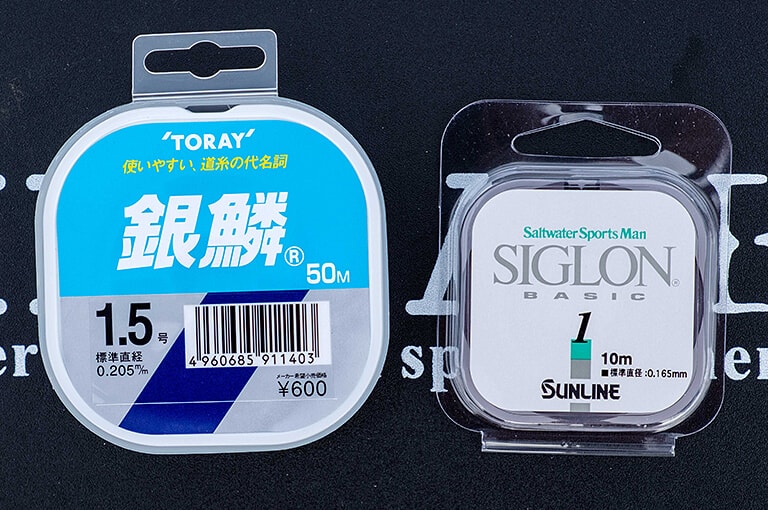 'TORAY'
使いやすい、道糸の代名詞
銀鱗®
50M
1.5号
標準直径
0.205m/m
4 960685 911403
メーカー希望小売価格
¥600
Saltwater Sports Man
SIGLON®
BASIC
1
10m
■標準直径:0.165mm
SUNLINE